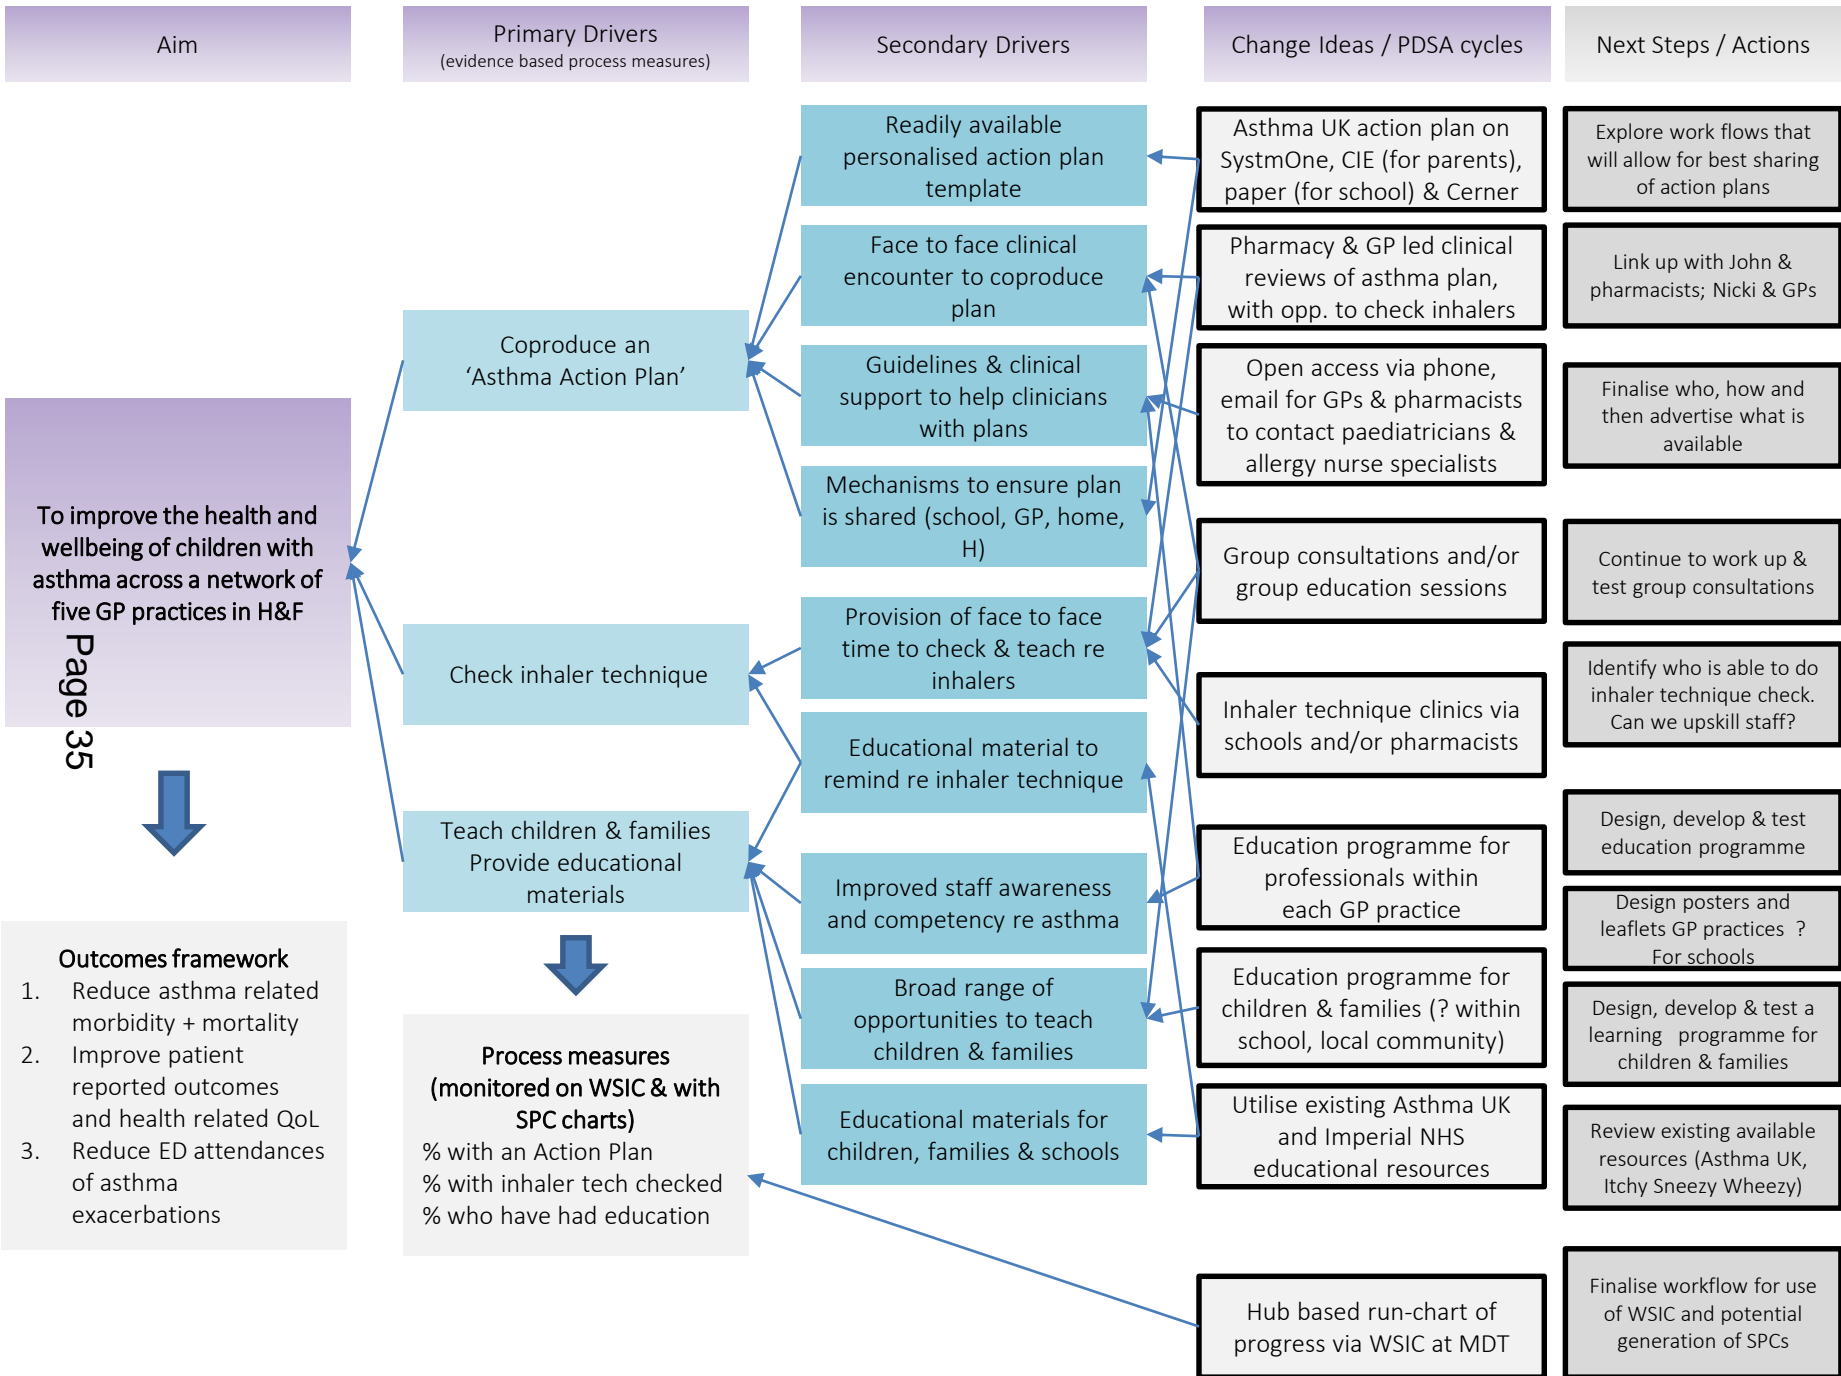 Aim
Primary Drivers
(evidence based process measures)
Secondary Drivers
Change Ideas / PDSA cycles
Next Steps / Actions
To improve the health and
wellbeing of children with
asthma across a network of
five GP practices in H&F
Page 35
Outcomes framework
1. Reduce asthma related
morbidity + mortality
2. Improve patient
reported outcomes
and health related QoL
3. Reduce ED attendances
of asthma
exacerbations
Coproduce an
‘Asthma Action Plan’
Check inhaler technique
Teach children & families
Provide educational
materials
Process measures
(monitored on WSIC & with
SPC charts)
% with an Action Plan
% with inhaler tech checked
% who have had education
Readily available
personalised action plan
template
Face to face clinical
encounter to coproduce
plan
Guidelines & clinical
support to help clinicians
with plans
Mechanisms to ensure plan
is shared (school, GP, home,
H)
Provision of face to face
time to check & teach re
inhalers
Educational material to
remind re inhaler technique
Improved staff awareness
and competency re asthma
Broad range of
opportunities to teach
children & families
Educational materials for
children, families & schools
Asthma UK action plan on
SystmOne, CIE (for parents),
paper (for school) & Cerner
Pharmacy & GP led clinical
reviews of asthma plan,
with opp. to check inhalers
Open access via phone,
email for GPs & pharmacists
to contact paediatricians &
allergy nurse specialists
Group consultations and/or
group education sessions
Inhaler technique clinics via
schools and/or pharmacists
Education programme for
professionals within
each GP practice
Education programme for
children & families (? within
school, local community)
Utilise existing Asthma UK
and Imperial NHS
educational resources
Hub based run-chart of
progress via WSIC at MDT
Explore work flows that
will allow for best sharing
of action plans
Link up with John &
pharmacists; Nicki & GPs
Finalise who, how and
then advertise what is
available
Continue to work up &
test group consultations
Identify who is able to do
inhaler technique check.
Can we upskill staff?
Design, develop & test
education programme
Design posters and
leaflets GP practices ?
For schools
Design, develop & test a
learning programme for
children & families
Review existing available
resources (Asthma UK,
Itchy Sneezy Wheezy)
Finalise workflow for use
of WSIC and potential
generation of SPCs